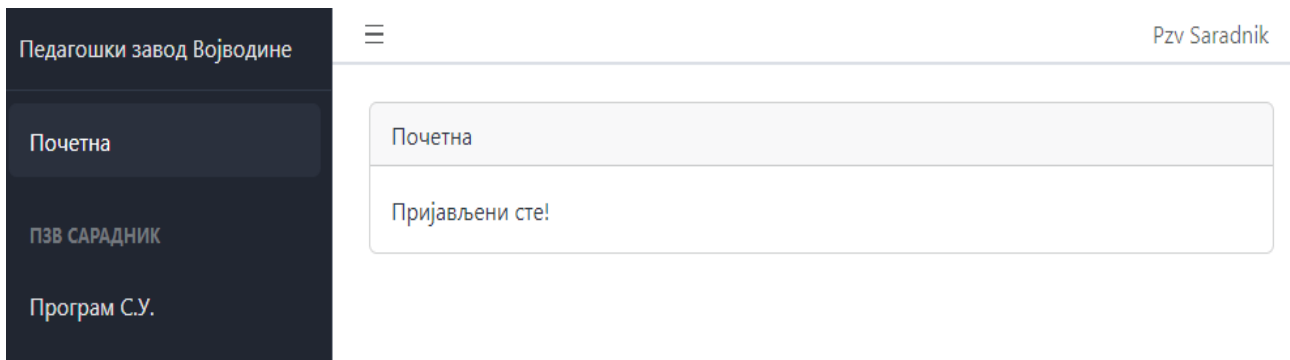 Педагошки завод Војводине
Почетна
ПЗВ САРАДНИК
Програм С.У.
Pzv Saradnik
Почетна
Пријављени сте!